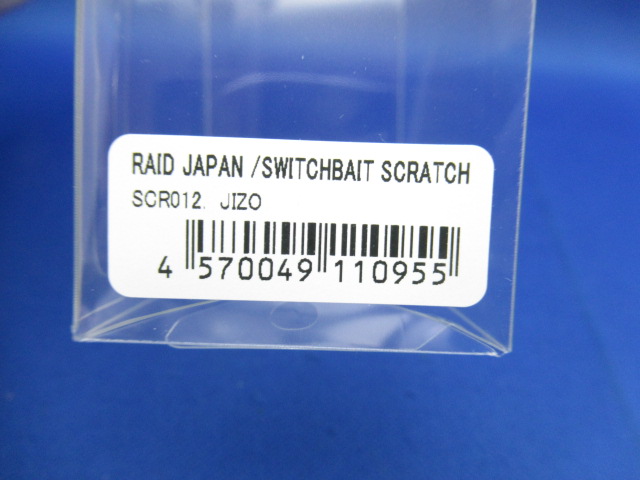 RAID JAPAN /SWITCHBAIT SCRATCH
SCR012. JIZO
4 570049 110955